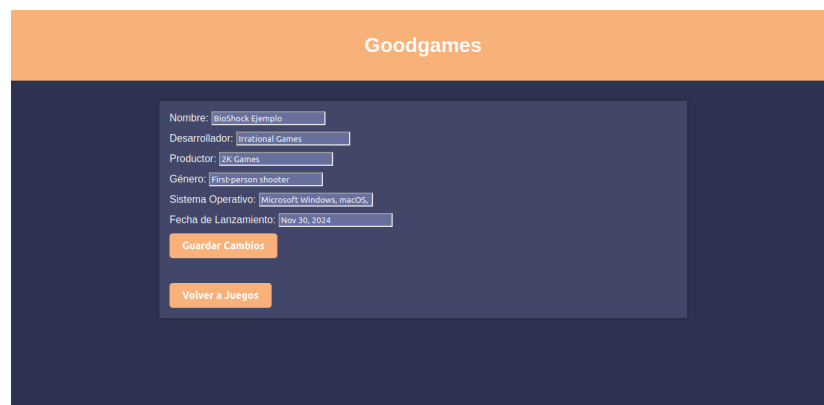 Goodgames
Nombre: BioShock Ejemplo
Desarrollador: Irrational Games
Productor: 2K Games
Género: First-person shooter
Sistema Operativo: Microsoft Windows, macOS,
Fecha de Lanzamiento: Nov 30, 2024
Guardar Cambios
Volver a Juegos